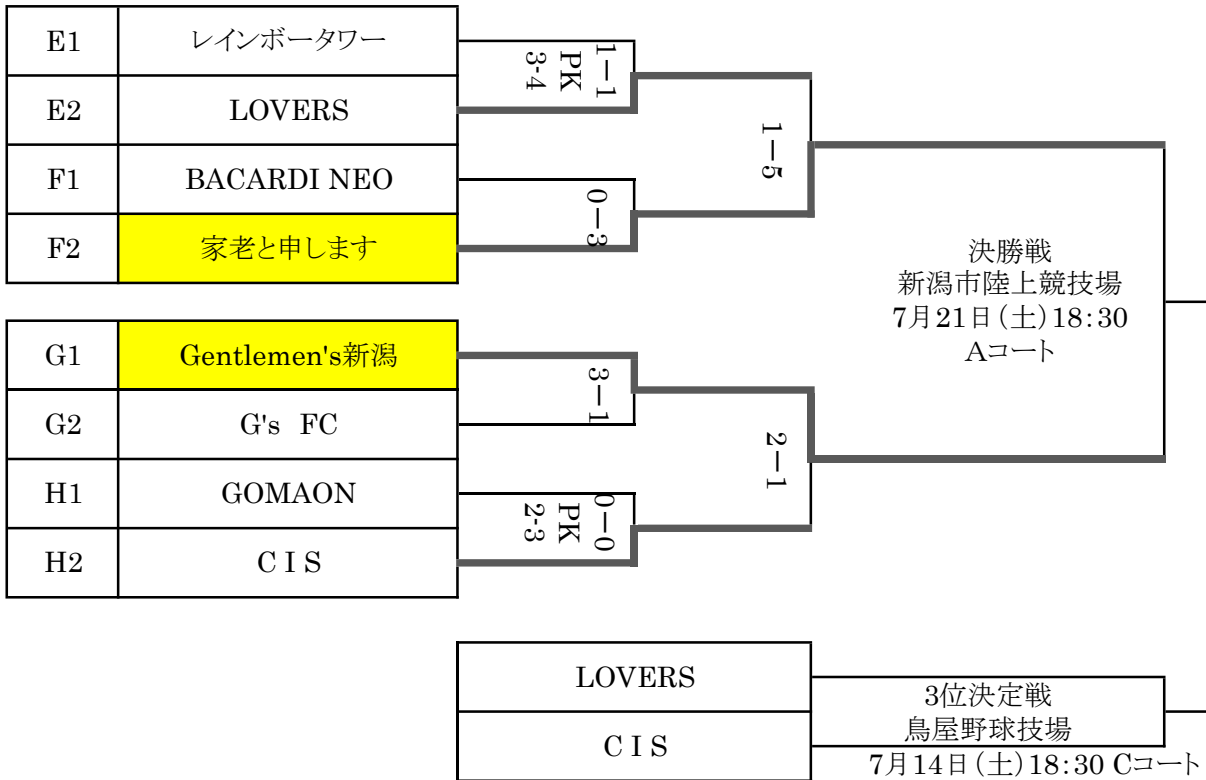 E1 レインボータワー
E2 LOVERS
1－1
PK
3-4
F1 BACARDI NEO
F2 家老と申します
0－3
1－5
G1 Gentlemen's新潟
G2 G's FC
3－1
H1 GOMAON
H2 C I S
0－0
PK
2-3
2－1
決勝戦
新潟市陸上競技場
7月21日（土）18：30
Aコート
LOVERS
C I S
3位決定戦
鳥屋野球技場
7月14日（土）18：30 Cコート